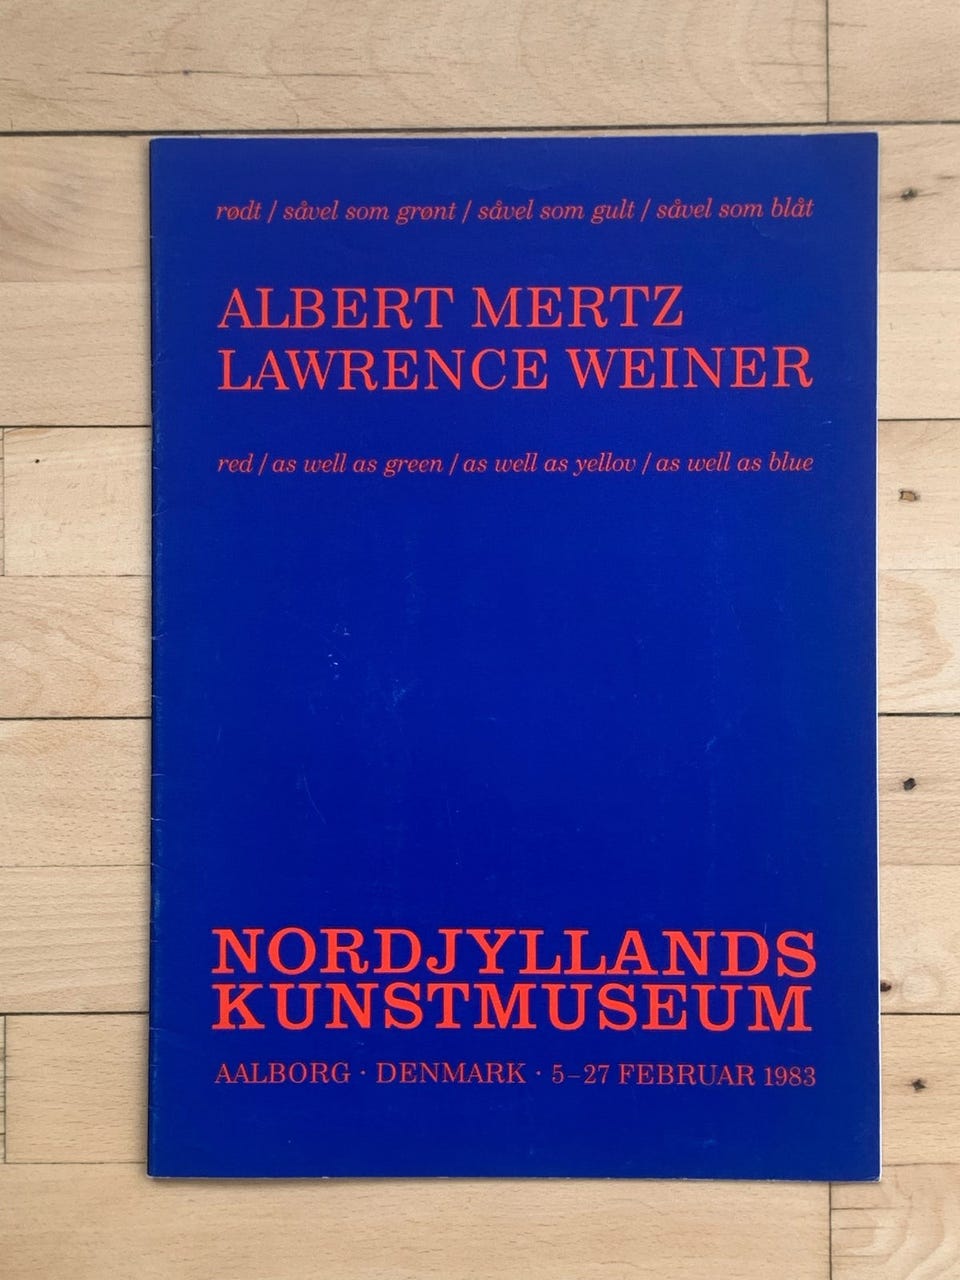 rødt / såvel som grønt / såvel som gult / såvel som blåt
ALBERT MERTZ
LAWRENCE WEINER
red / as well as green / as well as yellov / as well as blue
NORDJYLLANDS
KUNSTMUSEUM
AALBORG · DENMARK · 5–27 FEBRUAR 1983